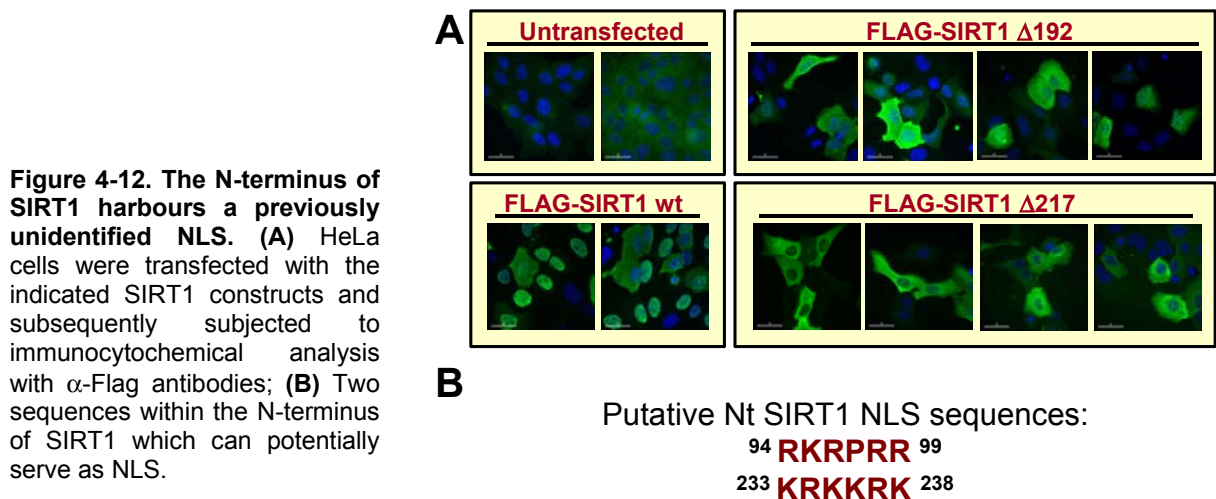 Figure 4-12. The N-terminus of
SIRT1 harbours a previously
unidentified NLS. (A) HeLa
cells were transfected with the
indicated SIRT1 constructs and
subsequently subjected to
immunocytochemical analysis
with α-Flag antibodies; (B) Two
sequences within the N-terminus
of SIRT1 which can potentially
serve as NLS.
A
Untransfected
FLAG-SIRT1 Δ192
FLAG-SIRT1 wt
FLAG-SIRT1 Δ217
B
Putative Nt SIRT1 NLS sequences:
94 RKRPRR 99
233 KRKKRK 238